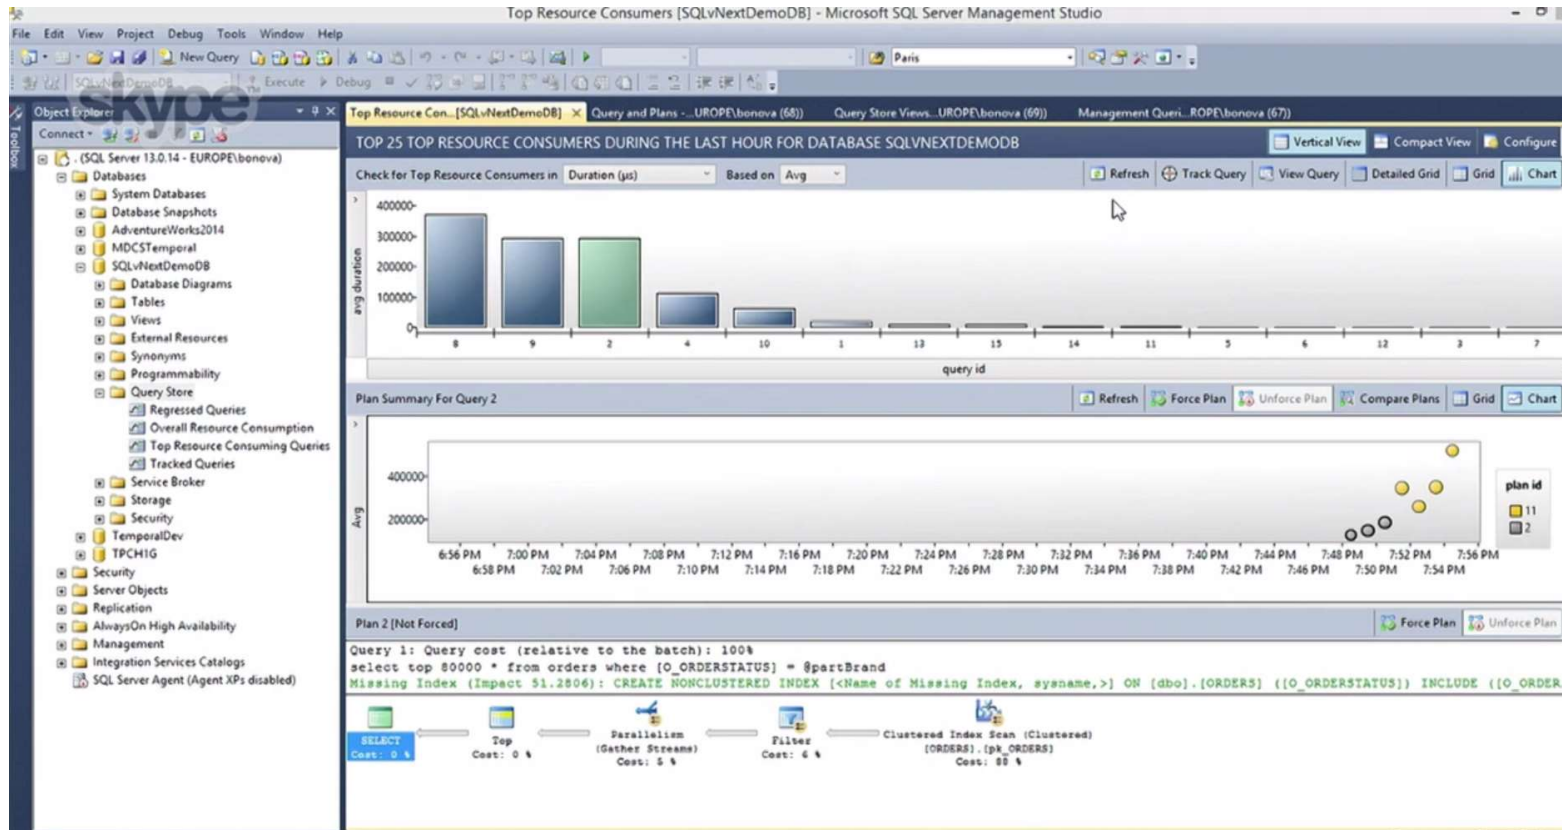 Top Resource Consumers [SQLvNextDemoDB] - Microsoft SQL Server Management Studio
File Edit View Project Debug Tools Window Help
New Query Paris
SQLvNextDemoDB Execute Debug
skype
Toolbox
Object Explorer
Connect
. (SQL Server 13.0.14 - EUROPE\bonova)
Databases
System Databases
Database Snapshots
AdventureWorks2014
MDCSTemporal
SQLvNextDemoDB
Database Diagrams
Tables
Views
External Resources
Synonyms
Programmability
Query Store
Regressed Queries
Overall Resource Consumption
Top Resource Consuming Queries
Tracked Queries
Service Broker
Storage
Security
TemporalDev
TPCH1G
Security
Server Objects
Replication
AlwaysOn High Availability
Management
Integration Services Catalogs
SQL Server Agent (Agent XPs disabled)
Top Resource Con...[SQLvNextDemoDB] Query and Plans -...UROPE\bonova (68)) Query Store Views...UROPE\bonova (69)) Management Queri...ROPE\bonova (67))
TOP 25 TOP RESOURCE CONSUMERS DURING THE LAST HOUR FOR DATABASE SQLVNEXTDEMODB Vertical View Compact View Configure
Check for Top Resource Consumers in Duration (µs) Based on Avg Refresh Track Query View Query Detailed Grid Grid Chart
400000
300000
200000
100000
0
avg duration
8 9 2 4 10 1 13 15 14 11 5 6 12 3 7
query id
Plan Summary For Query 2 Refresh Force Plan Unforce Plan Compare Plans Grid Chart
400000
200000
Avg
6:56 PM 7:00 PM 7:04 PM 7:08 PM 7:12 PM 7:16 PM 7:20 PM 7:24 PM 7:28 PM 7:32 PM 7:36 PM 7:40 PM 7:44 PM 7:48 PM 7:52 PM 7:56 PM
6:58 PM 7:02 PM 7:06 PM 7:10 PM 7:14 PM 7:18 PM 7:22 PM 7:26 PM 7:30 PM 7:34 PM 7:38 PM 7:42 PM 7:46 PM 7:50 PM 7:54 PM
plan id
11
2
Plan 2 [Not Forced] Force Plan Unforce Plan
Query 1: Query cost (relative to the batch): 100%
select top 80000 * from orders where [O_ORDERSTATUS] = @partBrand
Missing Index (Impact 51.2806): CREATE NONCLUSTERED INDEX [<Name of Missing Index, sysname,>] ON [dbo].[ORDERS] ([O_ORDERSTATUS]) INCLUDE ([O_ORDER
SELECT
Cost: 0 %
Top
Cost: 0 %
Parallelism
(Gather Streams)
Cost: 5 %
Filter
Cost: 6 %
Clustered Index Scan (Clustered)
[ORDERS].[pk_ORDERS]
Cost: 88 %